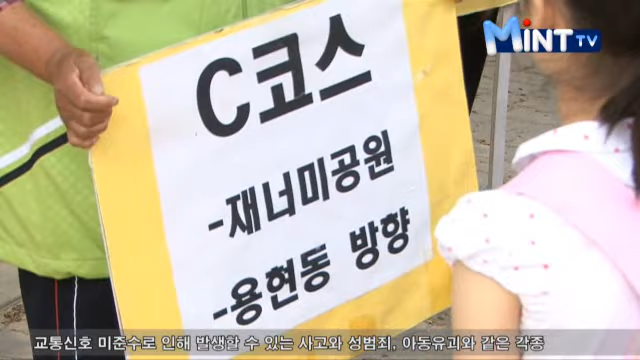 MINT TV
C코스
-재너미공원
-용현동 방향
교통신호 미준수로 인해 발생할 수 있는 사고와 성범죄, 아동유괴와 같은 각종